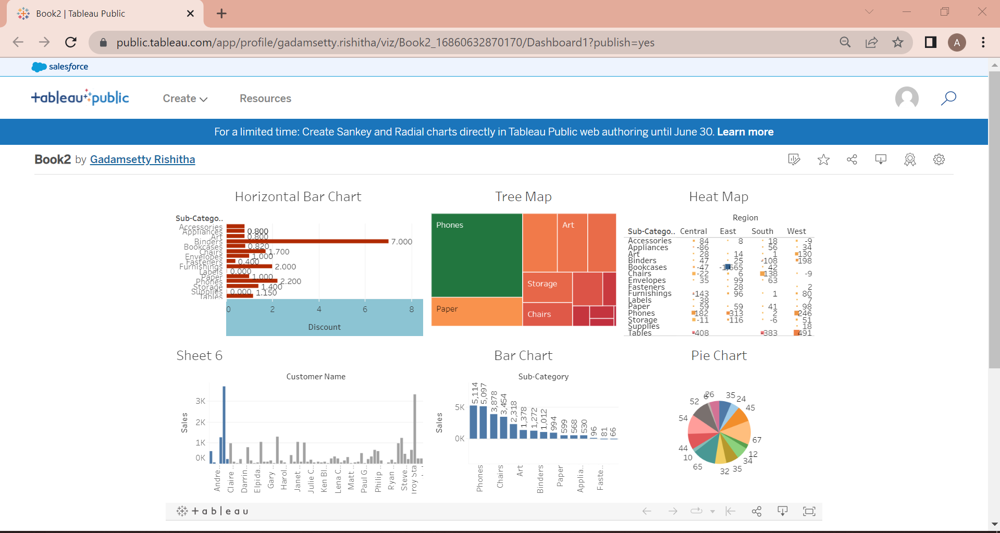 Book2 | Tableau Public
public.tableau.com/app/profile/gadamsetty.rishitha/viz/Book2_16860632870170/Dashboard1?publish=yes
A
salesforce
+ableau public
Create
Resources
For a limited time: Create Sankey and Radial charts directly in Tableau Public web authoring until June 30. Learn more
Book2 by Gadamsetty Rishitha
Horizontal Bar Chart
Sub-Catego..
Accessories
Appliances 0.800
Art 0.800
Binders 7.000
Bookcases 0.820
Chairs 1.700
Envelopes 1.000
Fasteners 0.400
Furnishings 2.000
Labels 0.000
Paper 1.000
Phones 2.200
Storage 1.400
Supplies 0.000
Tables 1.150
0 2 4 6 8
Discount
Tree Map
Phones
Art
Storage
Paper
Chairs
Heat Map
Region
Sub-Catego.. Central East South West
Accessories 84 8 18 -9
Appliances -86 56 34
Art 28 14 1 130
Binders 47 25 -108 198
Bookcases -47 -1,665 42
Chairs -22 6 138 -9
Envelopes 35 99 63
Fasteners 28 2
Furnishings -143 96 1 80
Labels 38 7
Paper 59 59 41 98
Phones 182 313 2 246
Storage -11 116 -6 51
Supplies 18
Tables -408 -383 491
Sheet 6
Customer Name
Sales
3K
2K
1K
0K
Andre..
Claire ..
Darrin..
Elpida..
Gary ..
Harol..
Janet ..
Julie C..
Ken Bl..
Lena C..
Matt ..
Paul G..
Philip ..
Ryan ..
Steve..
Troy Sta
Bar Chart
Sub-Category
Sales
5K
0K
5,114
5,097
3,878
3,454
2,318
1,378
1,272
1,012
994
599
568
530
196
81
66
Phones
Chairs
Art
Binders
Paper
Applia..
Faste..
Pie Chart
35
24
45
67
12
34
35
32
65
10
44
54
52
6
26
+ a b l e a u